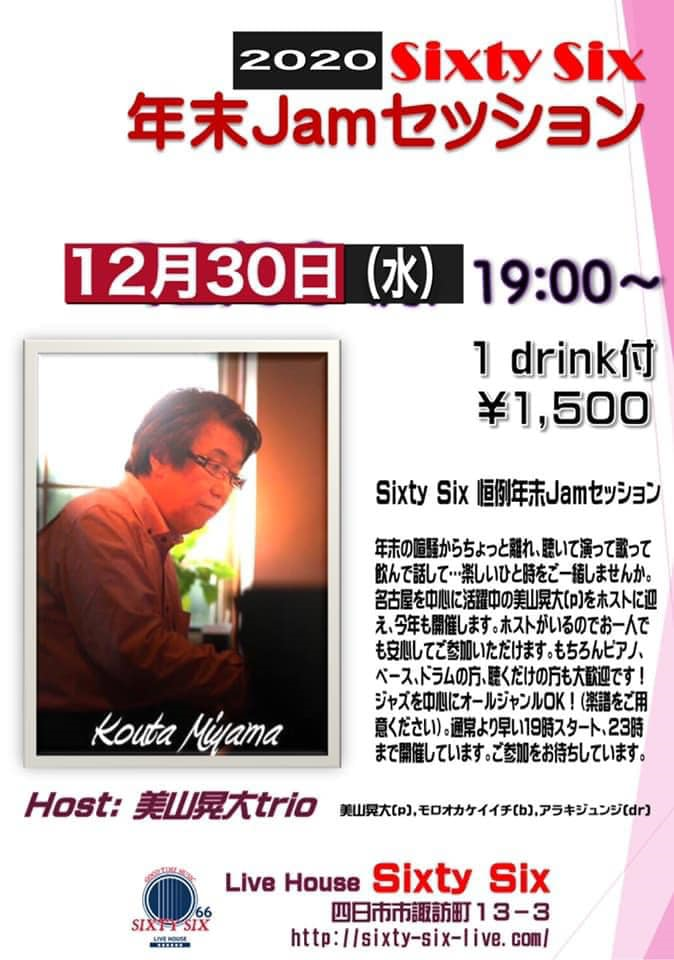 2020 Sixty Six
年末Jamセッション
12月30日(水) 19:00～
1 drink付
¥1,500
Sixty Six 恒例年末Jamセッション
年末の喧騒からちょっと離れ、聴いて演って歌って
飲んで話して…楽しいひと時をご一緒しませんか。
名古屋を中心に活躍中の美山晃大(p)をホストに迎
え、今年も開催します。ホストがいるのでお一人で
も安心してご参加いただけます。もちろんピアノ、
ベース、ドラムの方、聴くだけの方も大歓迎です！
ジャズを中心にオールジャンルOK！(楽譜をご用
意ください)。通常より早い19時スタート、23時
まで開催しています。ご参加をお待ちしています。
Kouta Miyama
Host: 美山晃大trio 美山晃大(p),モロオカケイイチ(b),アラキジュンジ(dr)
GOOD TIME MUSIC
66
SIXTY SIX
LIVE HOUSE
Live House Sixty Six
四日市市諏訪町１３－３
http://sixty-six-live.com/